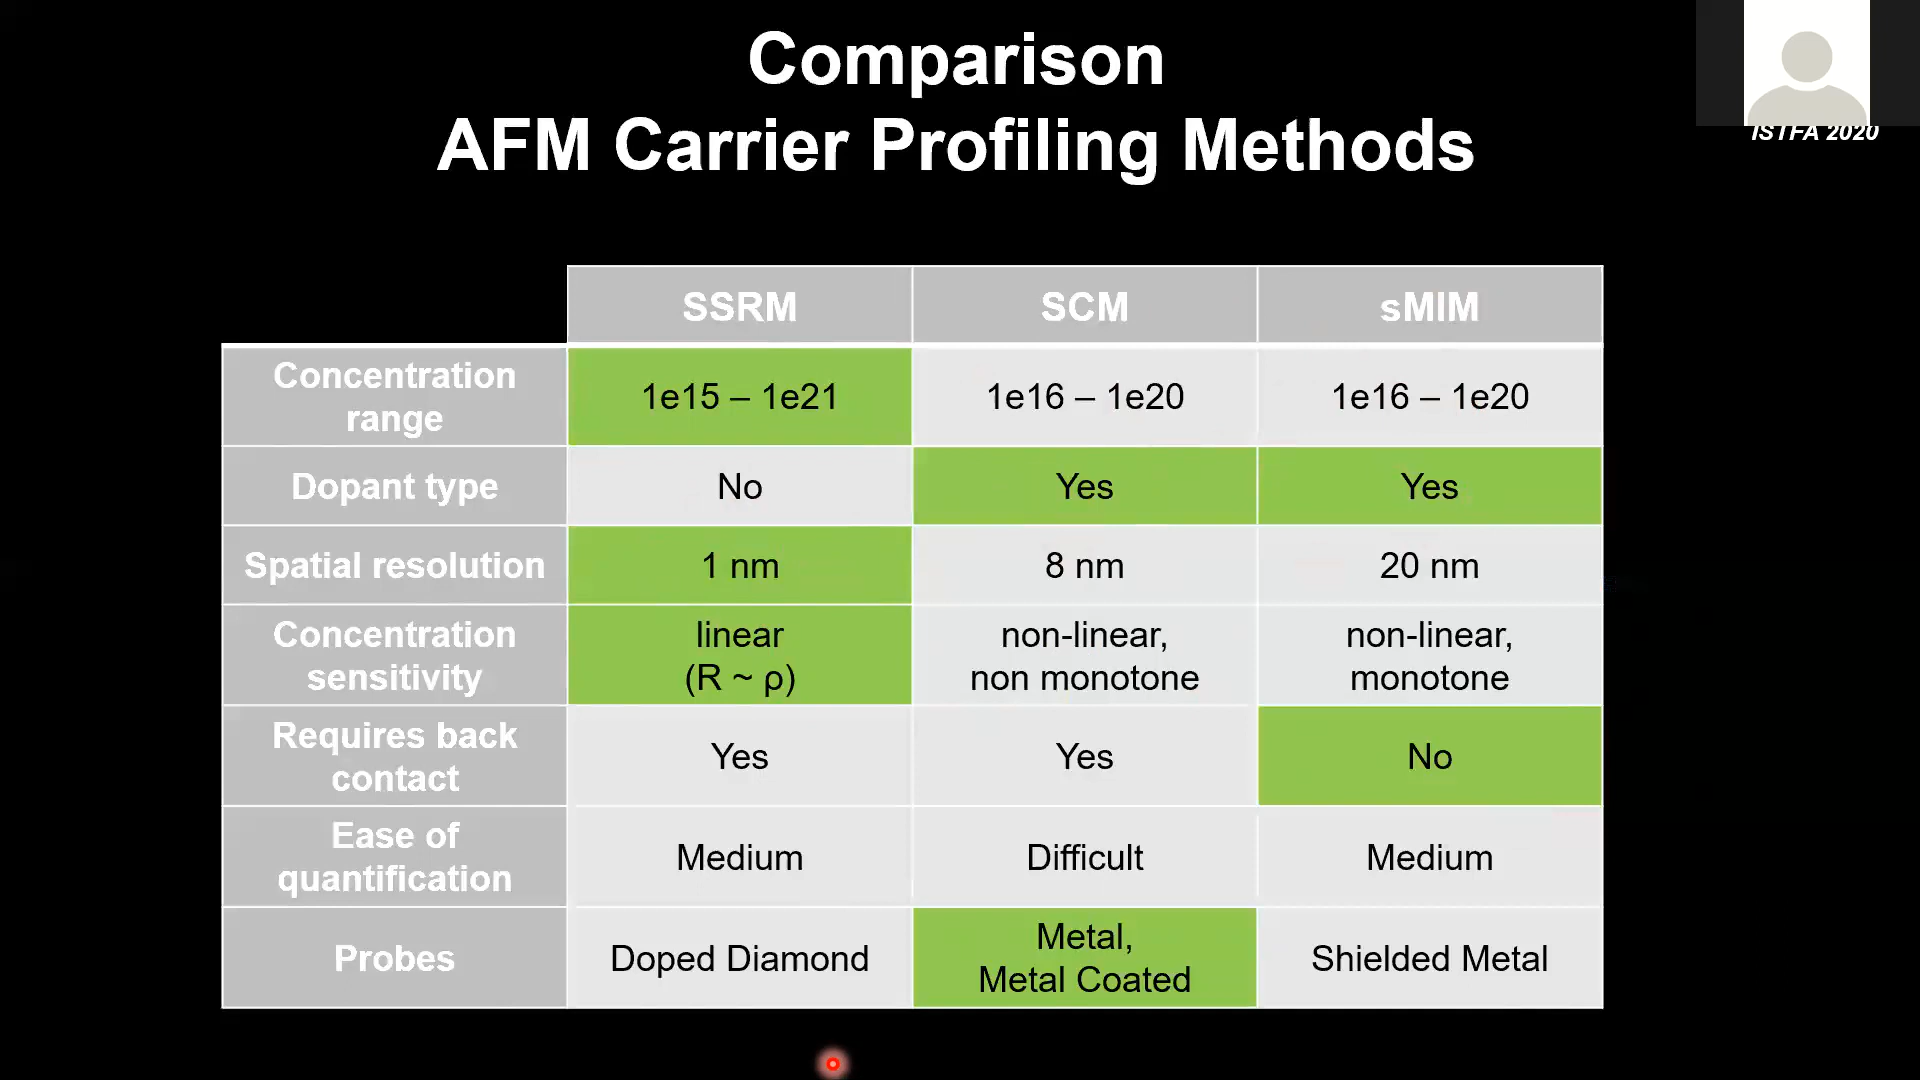 Comparison
AFM Carrier Profiling Methods
ISTFA 2020
SSRM SCM sMIM
Concentration
range
1e15 – 1e21 1e16 – 1e20 1e16 – 1e20
Dopant type No Yes Yes
Spatial resolution 1 nm 8 nm 20 nm
Concentration
sensitivity
linear
(R ~ ρ)
non-linear,
non monotone
non-linear,
monotone
Requires back
contact
Yes Yes No
Ease of
quantification
Medium Difficult Medium
Probes Doped Diamond
Metal,
Metal Coated
Shielded Metal